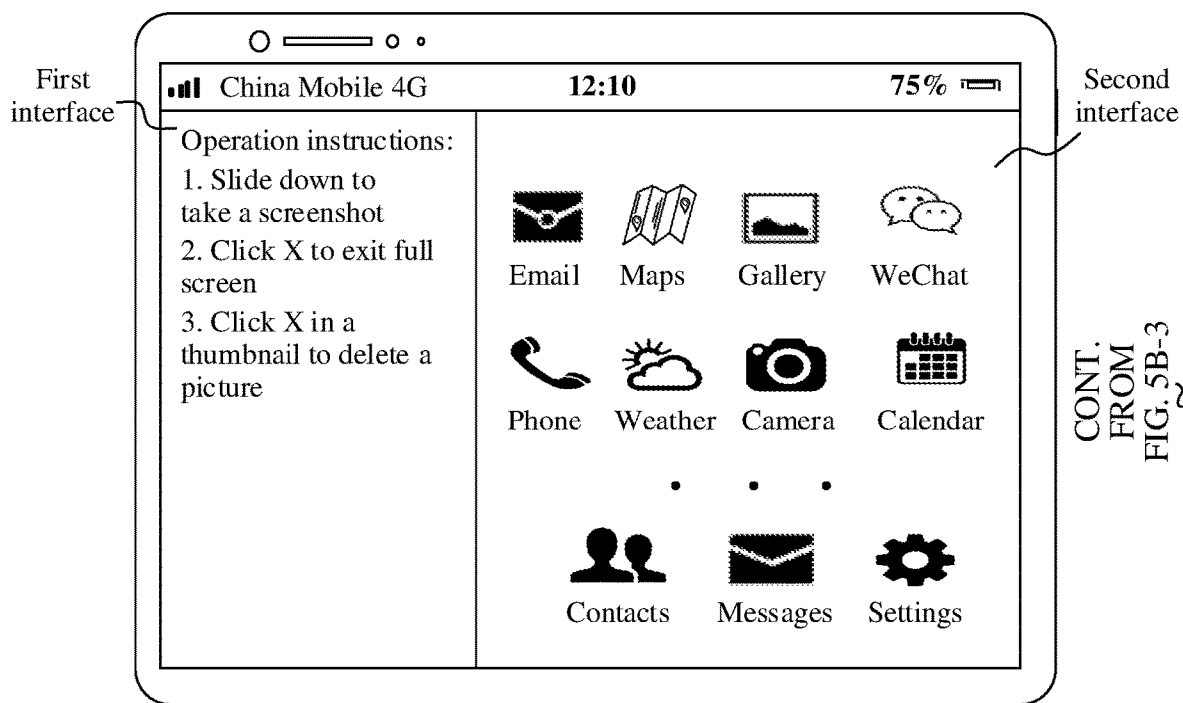 First
interface
China Mobile 4G
12:10
75%
Second
interface
Operation instructions:
1. Slide down to
take a screenshot
2. Click X to exit full
screen
3. Click X in a
thumbnail to delete a
picture
Email
Maps
Gallery
WeChat
Phone
Weather
Camera
Calendar
Contacts
Messages
Settings
CONT.
FROM
FIG. 5B-3